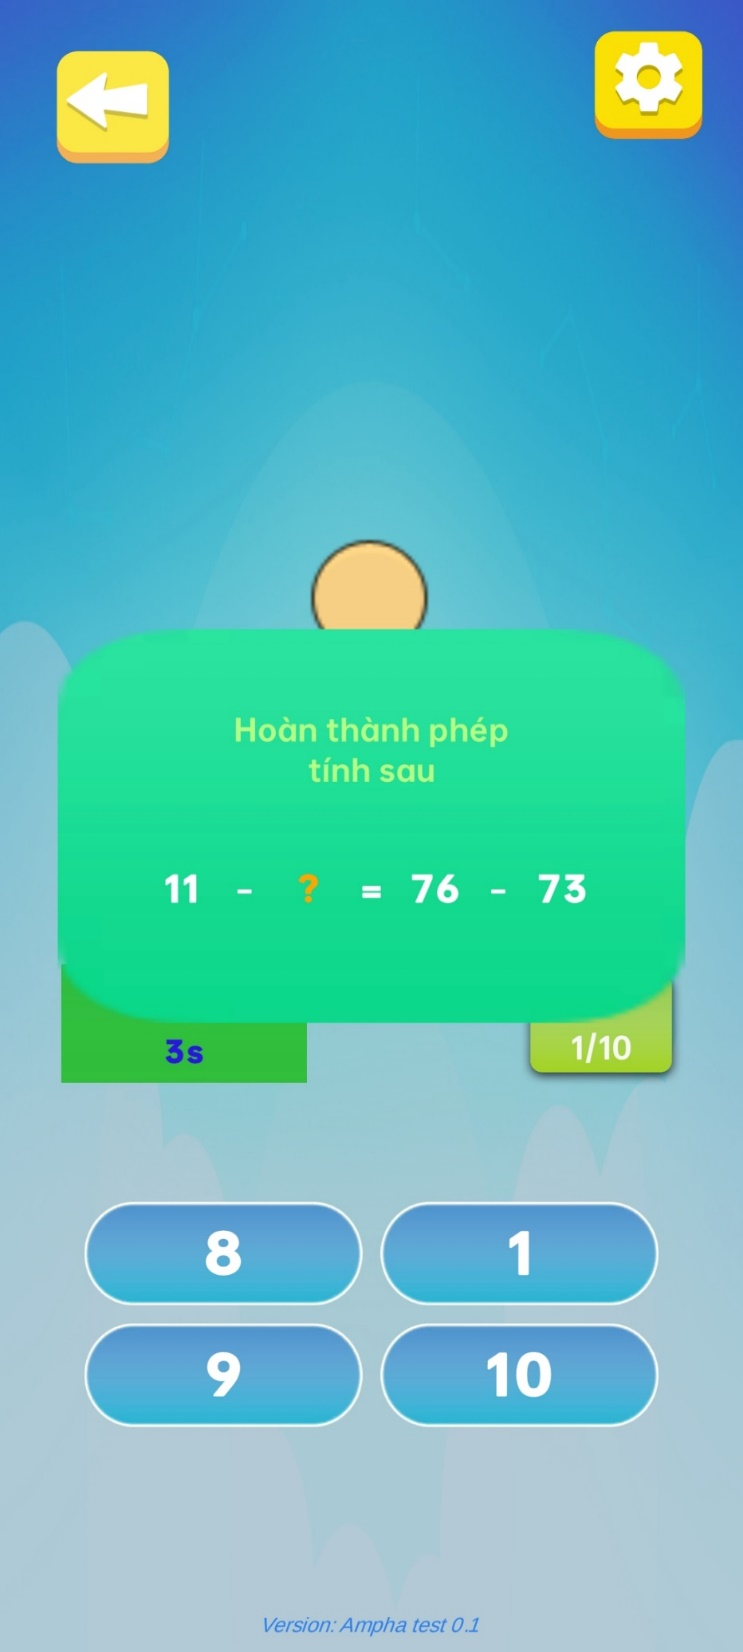 Hoàn thành phép
tính sau
11 - ? = 76 - 73
3s
1/10
8
1
9
10
Version: Ampha test 0.1